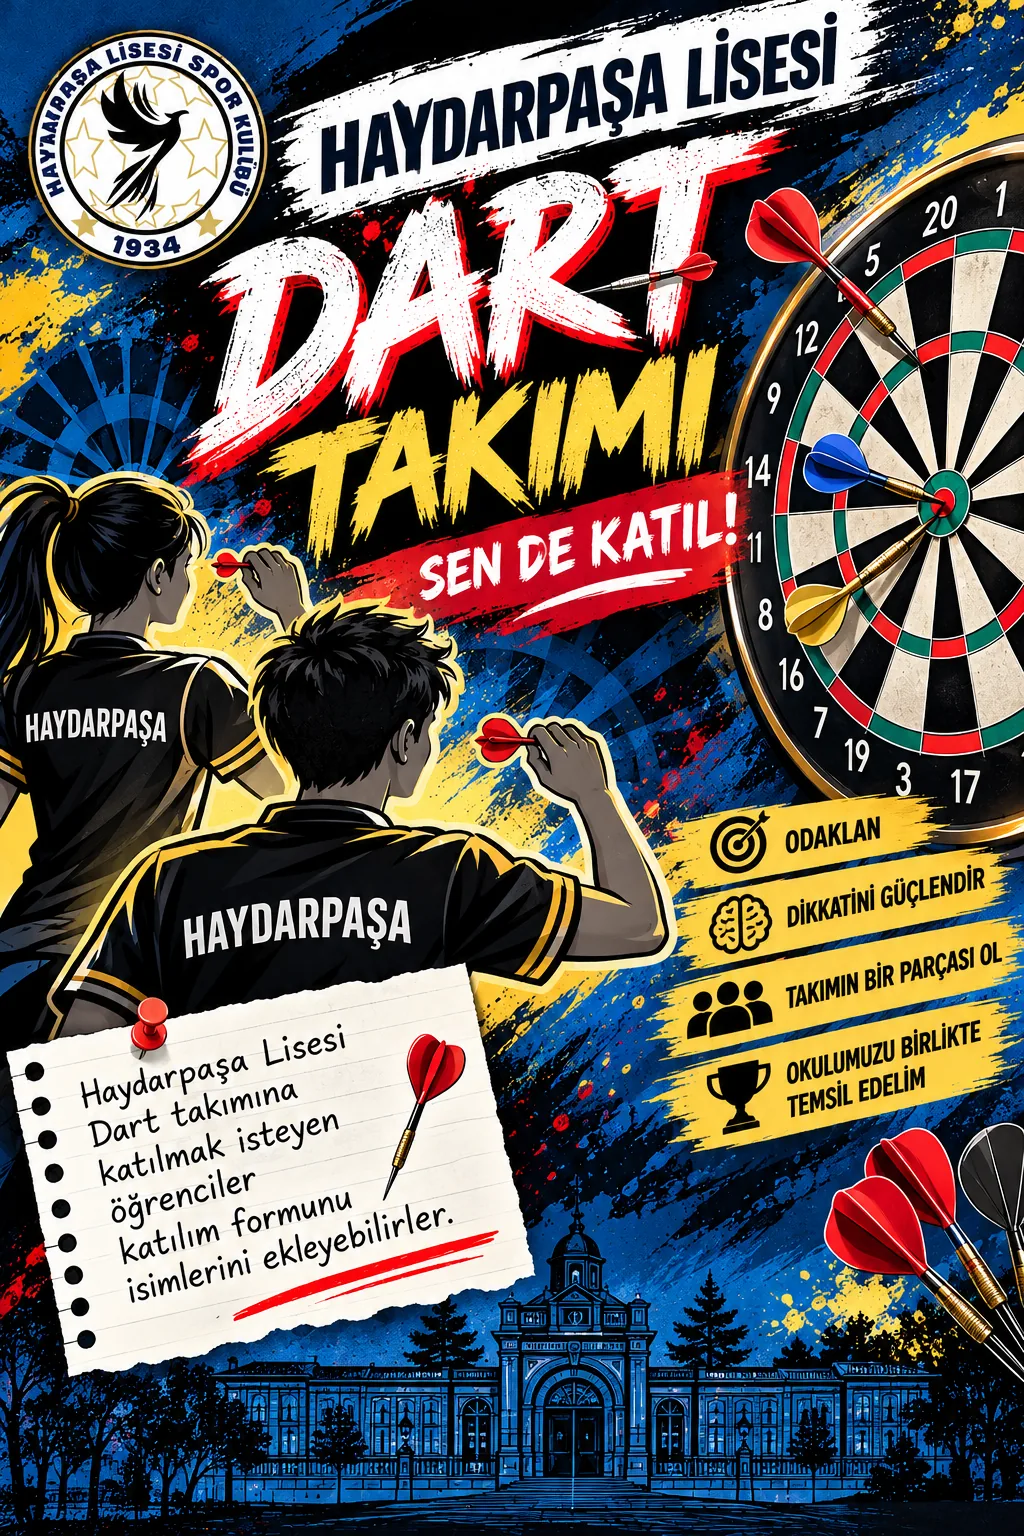 HAYDARPAŞA LİSESİ SPOR KULÜBÜ
1934
HAYDARPAŞA LİSESİ
DART
TAKIMI
SEN DE KATIL!
20
1
5
12
9
14
11
8
16
7
19
3
17
HAYDARPAŞA
HAYDARPAŞA
ODAKLAN
DİKKATİNİ GÜÇLENDİR
TAKIMIN BİR PARÇASI OL
OKULUMUZU BİRLİKTE
TEMSİL EDELİM
Haydarpaşa Lisesi
Dart takımına
katılmak isteyen
öğrenciler
katılım formunu
isimlerini ekleyebilirler.